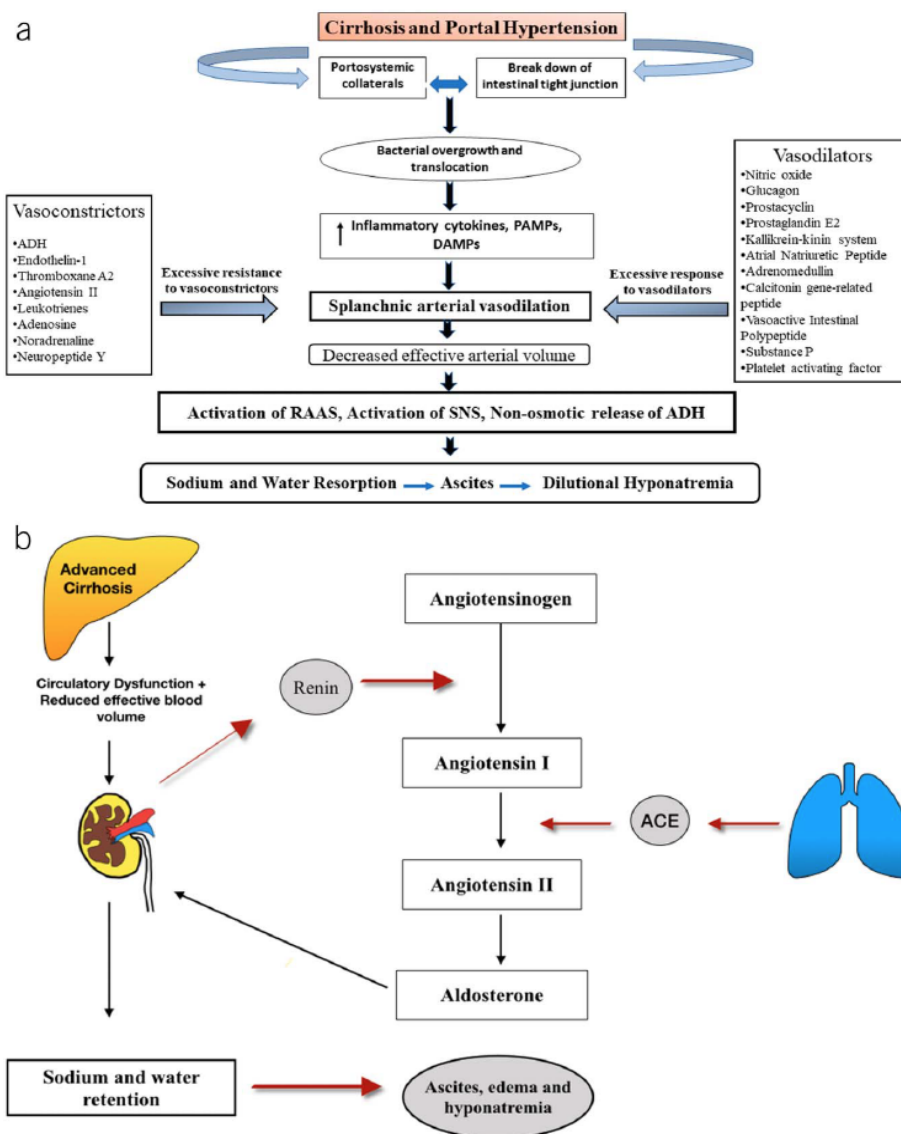 a
Cirrhosis and Portal Hypertension
Portosystemic
collaterals
Break down of
intestinal tight junction
Bacterial overgrowth and
translocation
Inflammatory cytokines, PAMPs,
DAMPs
Vasoconstrictors
•ADH
•Endothelin-1
•Thromboxane A2
•Angiotensin II
•Leukotrienes
•Adenosine
•Noradrenaline
•Neuropeptide Y
Excessive resistance
to vasoconstrictors
Splanchnic arterial vasodilation
Excessive response
to vasodilators
Vasodilators
•Nitric oxide
•Glucagon
•Prostacyclin
•Prostaglandin E2
•Kallikrein-kinin system
•Atrial Natriuretic Peptide
•Adrenomedullin
•Calcitonin gene-related
peptide
•Vasoactive Intestinal
Polypeptide
•Substance P
•Platelet activating factor
Decreased effective arterial volume
Activation of RAAS, Activation of SNS, Non-osmotic release of ADH
Sodium and Water Resorption Ascites Dilutional Hyponatremia
b
Advanced
Cirrhosis
Circulatory Dysfunction +
Reduced effective blood
volume
Renin
Angiotensinogen
Angiotensin I
ACE
Angiotensin II
Aldosterone
Sodium and water
retention
Ascites, edema and
hyponatremia